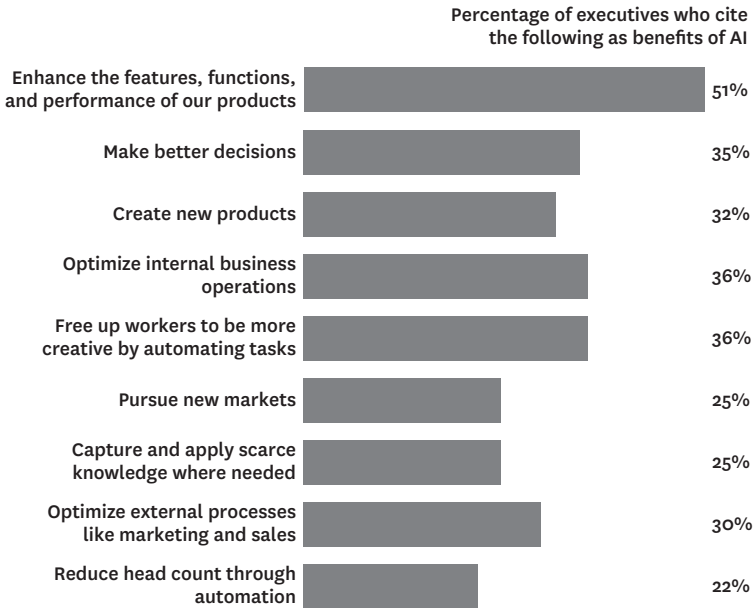 Percentage of executives who cite
the following as benefits of AI
Enhance the features, functions,
and performance of our products
51%
Make better decisions
35%
Create new products
32%
Optimize internal business
operations
36%
Free up workers to be more
creative by automating tasks
36%
Pursue new markets
25%
Capture and apply scarce
knowledge where needed
25%
Optimize external processes
like marketing and sales
30%
Reduce head count through
automation
22%